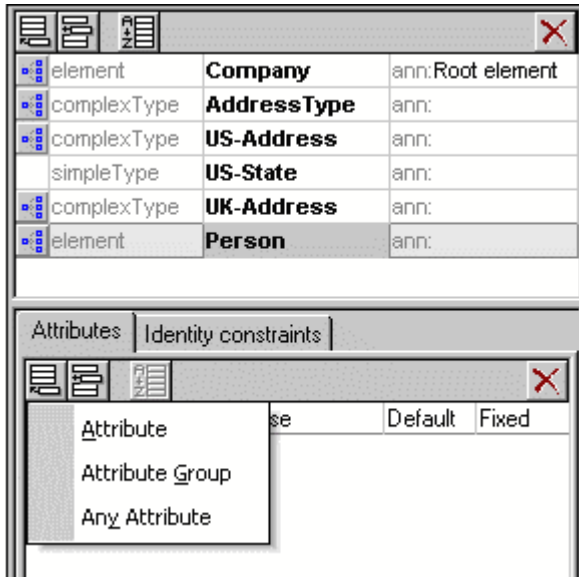 element Company ann:Root element
complexType AddressType ann:
complexType US-Address ann:
simpleType US-State ann:
complexType UK-Address ann:
element Person ann:
Attributes Identity constraints
se Default Fixed
Attribute
Attribute Group
Any Attribute